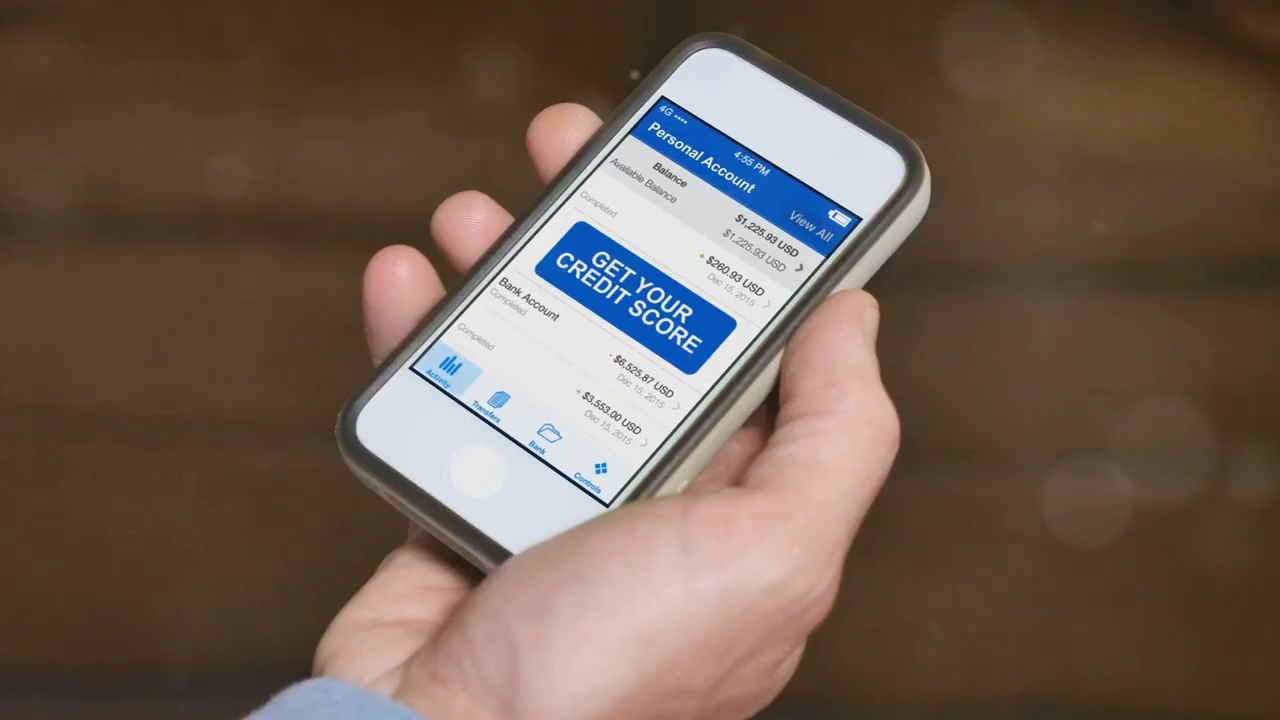 4G
4:55 PM
Personal Account
View All
Balance
$1,225.93 USD
Available Balance
$1,225.93 USD
Completed
+ $260.93 USD
Dec 15, 2015
GET YOUR
CREDIT SCORE
Bank Account
Completed
- $6,525.87 USD
Dec 15, 2015
Completed
+ $3,553.00 USD
Dec 15, 2015
Activity
Transfers
Bank
Controls